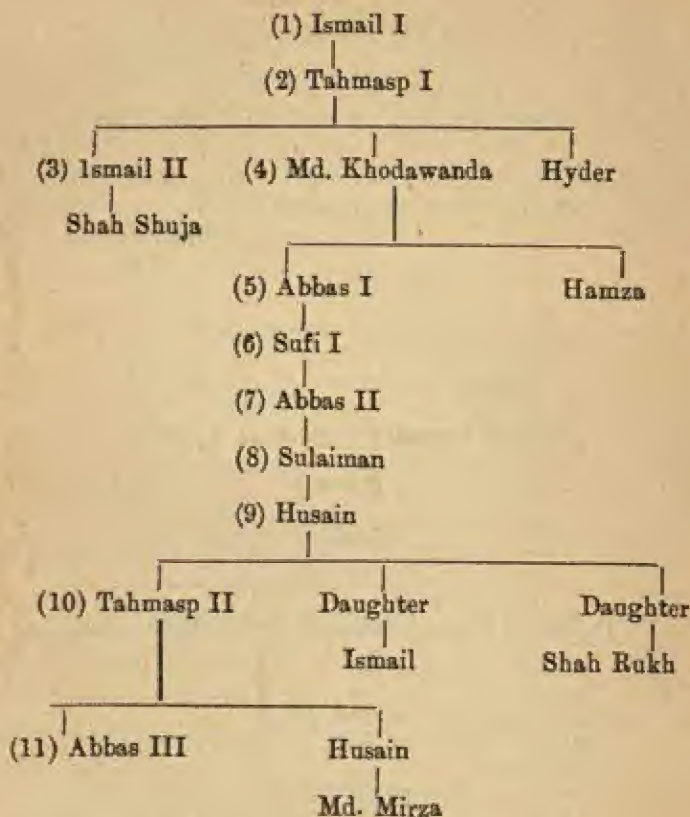 (1) Ismail I
(2) Tahmasp I
(3) Ismail II (4) Md. Khodawanda Hyder
Shah Shuja
(5) Abbas I Hamza
(6) Safi I
(7) Abbas II
(8) Sulaiman
(9) Husain
(10) Tahmasp II Daughter Daughter
Ismail Shah Rukh
(11) Abbas III Husain
Md. Mirza